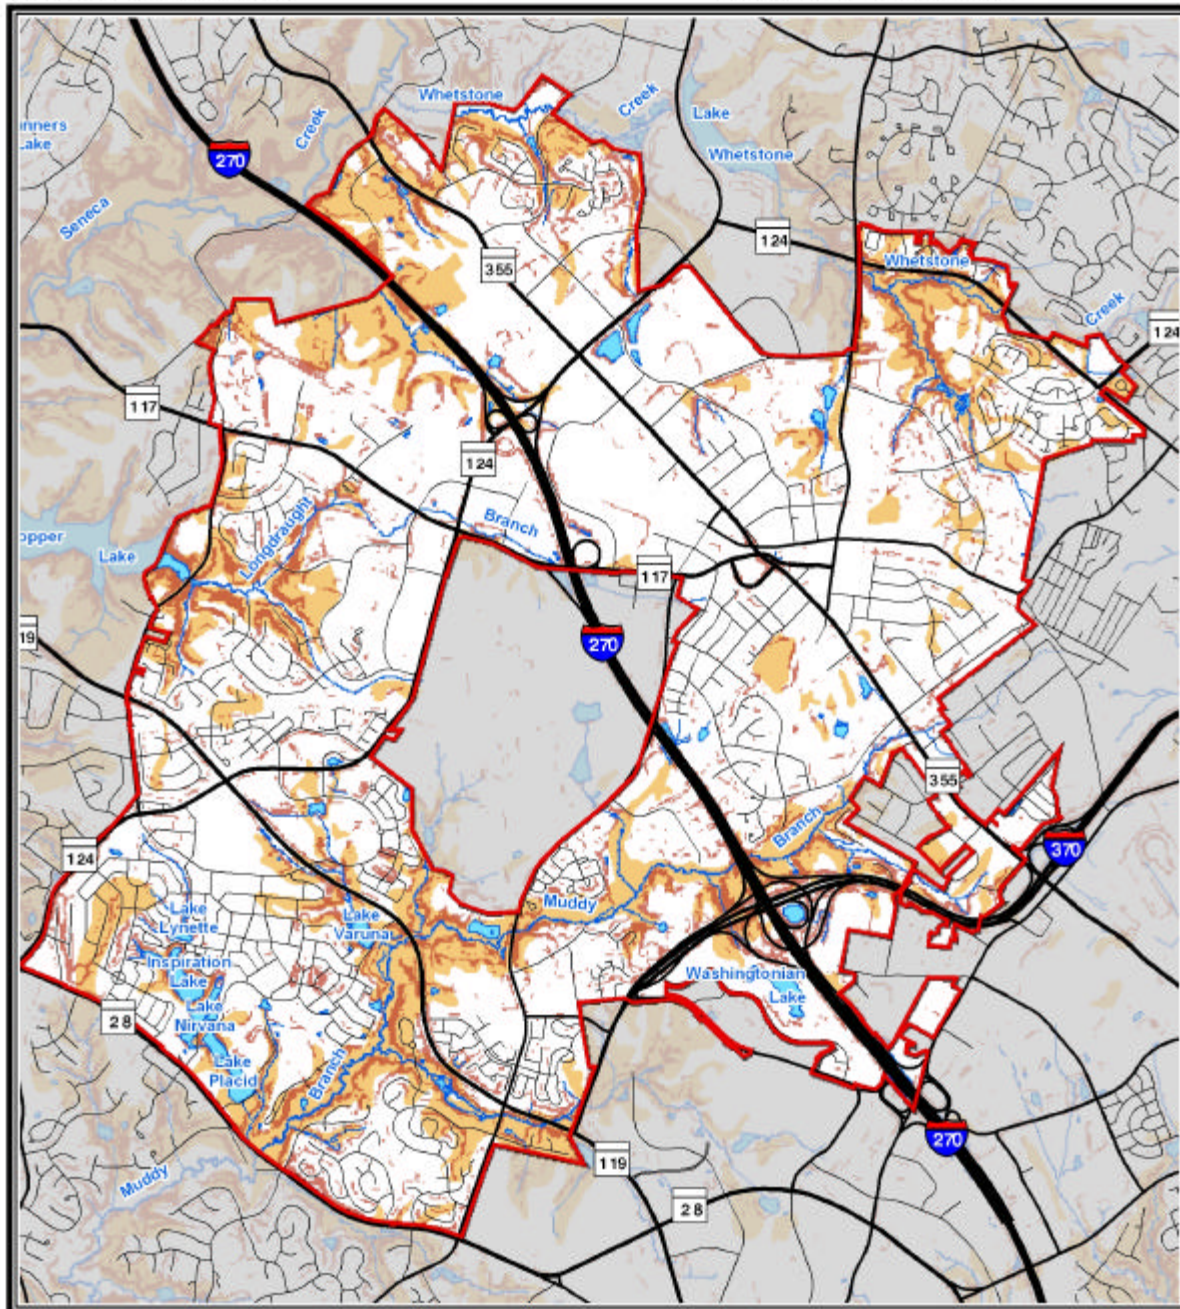 Whetstone
Creek
Creek
Lake
Whetstone
nners
Lake
270
Seneca
124
355
Whetstone
Creek
124
117
124
Longdraught
Branch
opper
Lake
117
19
270
355
124
370
Branch
Muddy
Lake
Lynette
Lake
Varuna
Inspiration
Lake
Washingtonian
Lake
Lake
Nirvana
28
Lake
Placid
Branch
270
119
Muddy
28